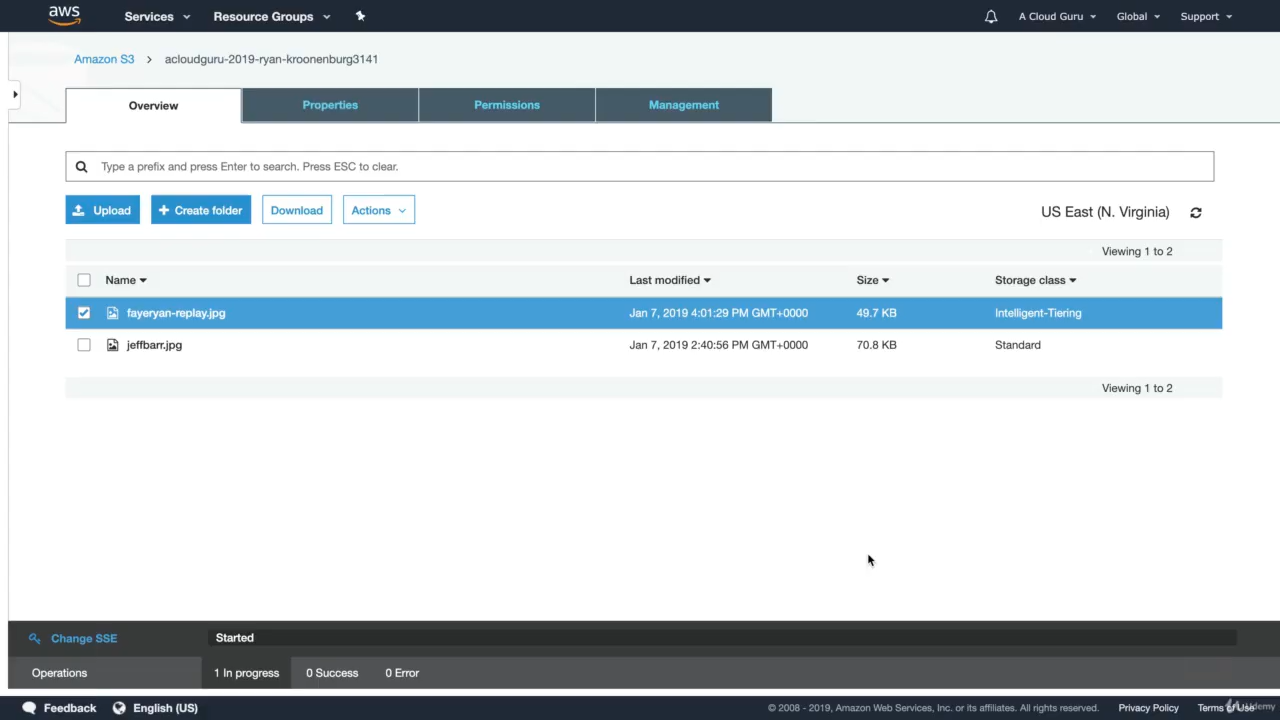 aws Services Resource Groups A Cloud Guru Global Support
Amazon S3 > acloudguru-2019-ryan-kroonenburg3141
Overview Properties Permissions Management
Type a prefix and press Enter to search. Press ESC to clear.
Upload + Create folder Download Actions US East (N. Virginia)
Viewing 1 to 2
Name Last modified Size Storage class
fayeryan-replay.jpg Jan 7, 2019 4:01:29 PM GMT+0000 49.7 KB Intelligent-Tiering
jeffbarr.jpg Jan 7, 2019 2:40:56 PM GMT+0000 70.8 KB Standard
Viewing 1 to 2
Change SSE Started
Operations 1 In progress 0 Success 0 Error
Feedback English (US) © 2008 - 2019, Amazon Web Services, Inc. or its affiliates. All rights reserved. Privacy Policy Terms of Use Udemy